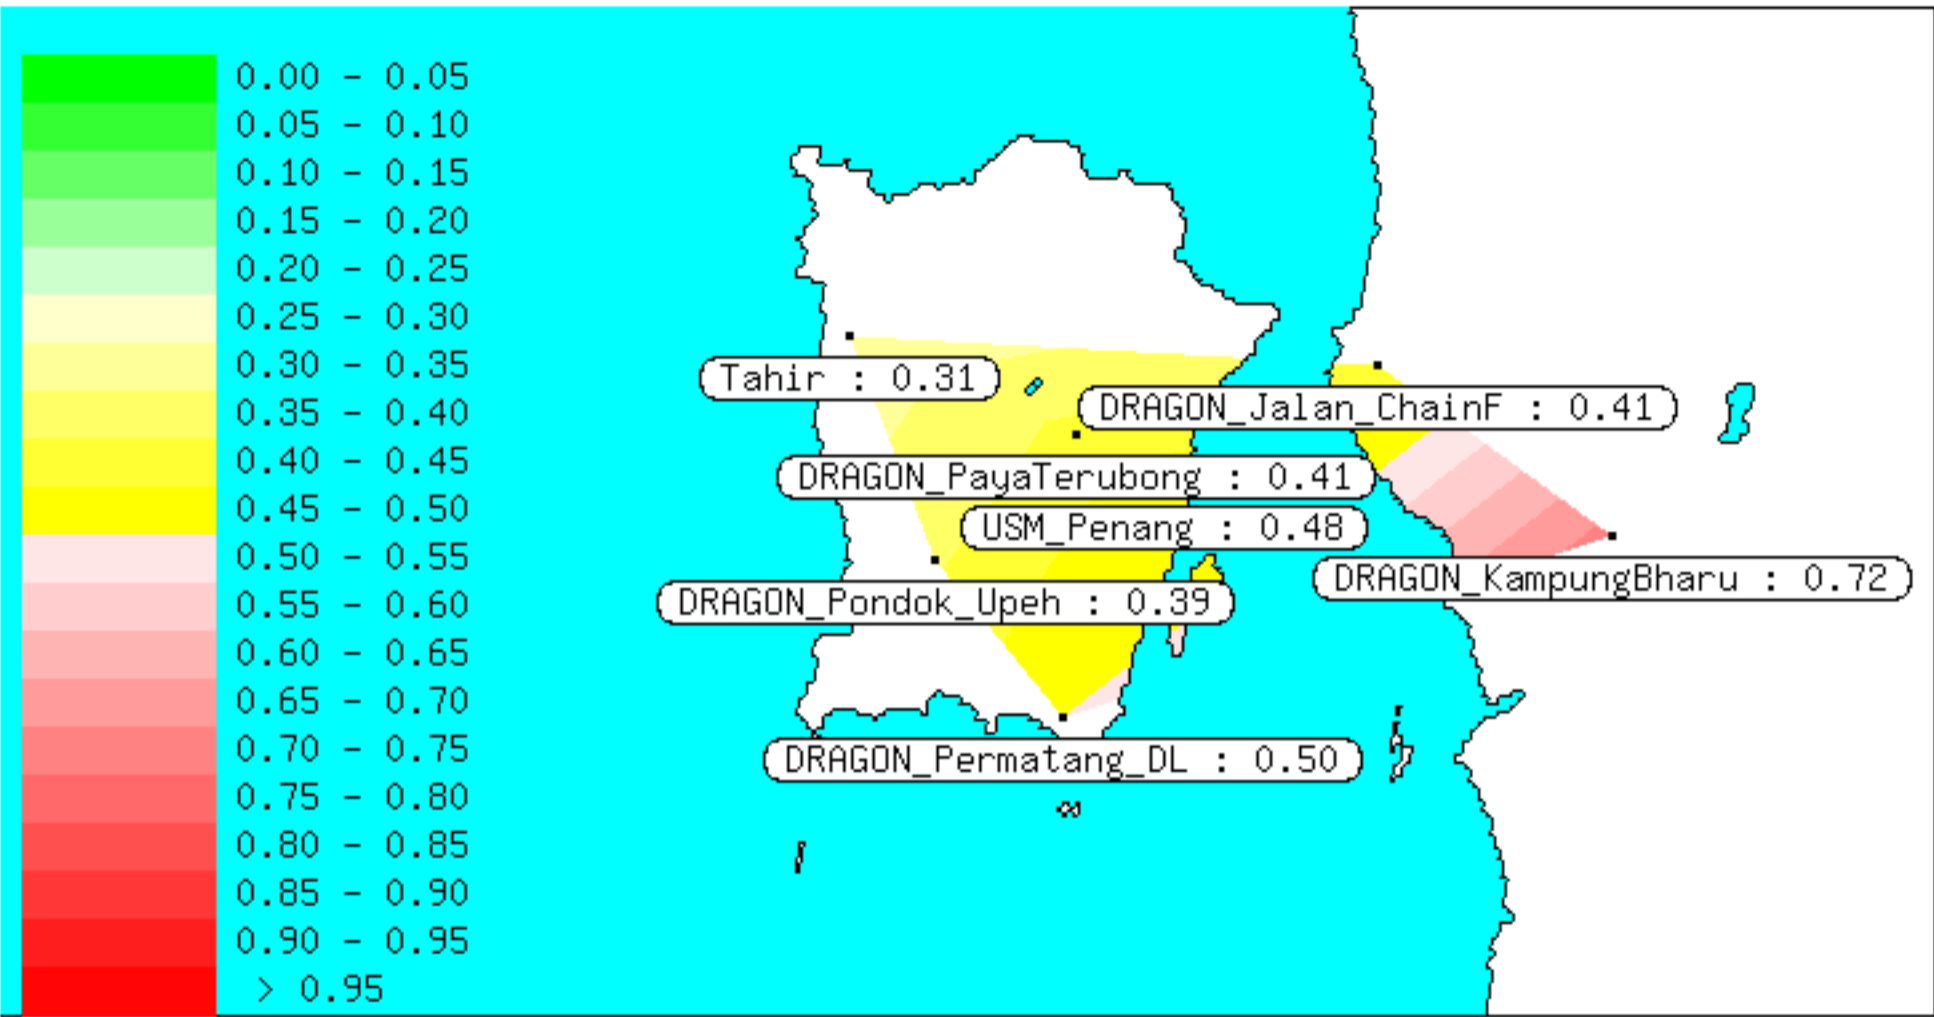 0.00 - 0.05
0.05 - 0.10
0.10 - 0.15
0.15 - 0.20
0.20 - 0.25
0.25 - 0.30
0.30 - 0.35
0.35 - 0.40
0.40 - 0.45
0.45 - 0.50
0.50 - 0.55
0.55 - 0.60
0.60 - 0.65
0.65 - 0.70
0.70 - 0.75
0.75 - 0.80
0.80 - 0.85
0.85 - 0.90
0.90 - 0.95
> 0.95
Tahir : 0.31
DRAGON_Jalan_ChainF : 0.41
DRAGON_PayaTerubong : 0.41
USM_Penang : 0.48
DRAGON_KampungBharu : 0.72
DRAGON_Pondok_Upeh : 0.39
DRAGON_Permatang_DL : 0.50